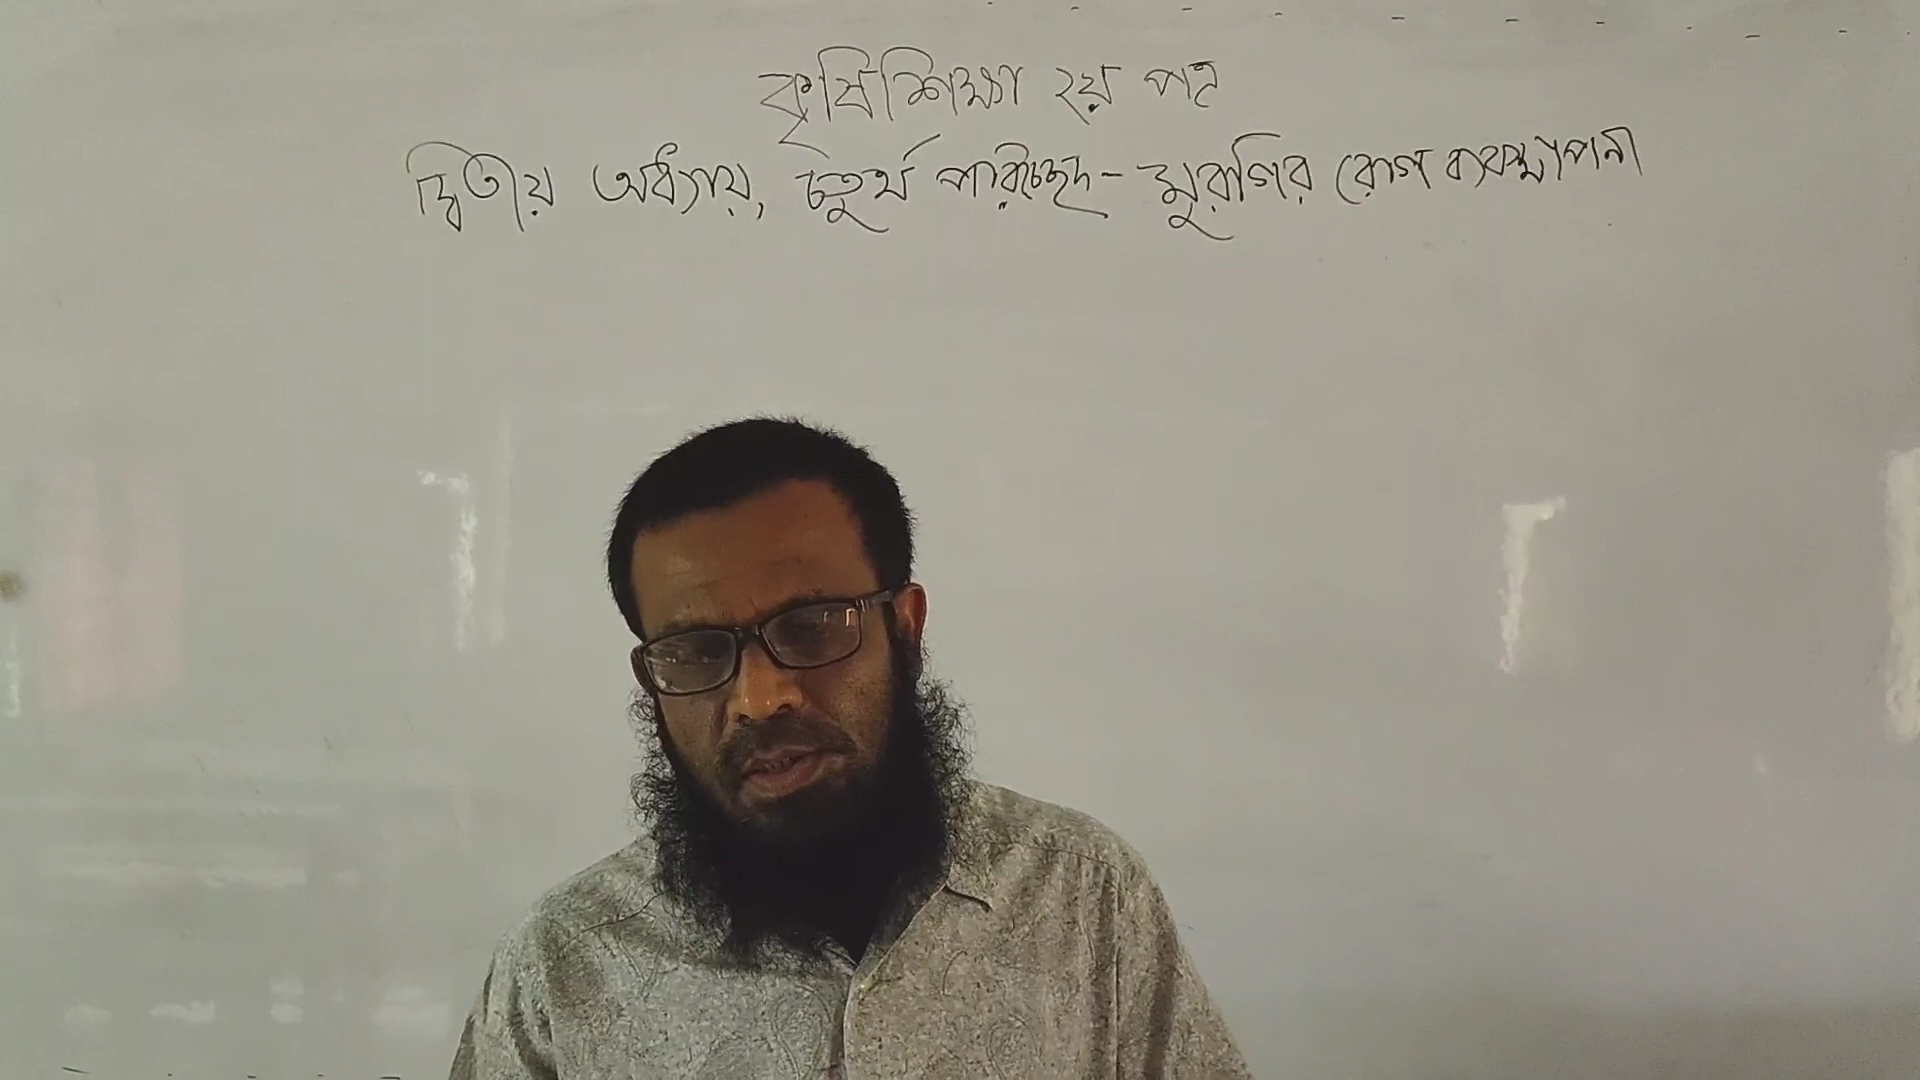 কৃষিশিক্ষা ২য় পত্র
দ্বিতীয় অধ্যায়, চতুর্থ পরিচ্ছেদ - মুরগির রোগ ব্যবস্থাপনা